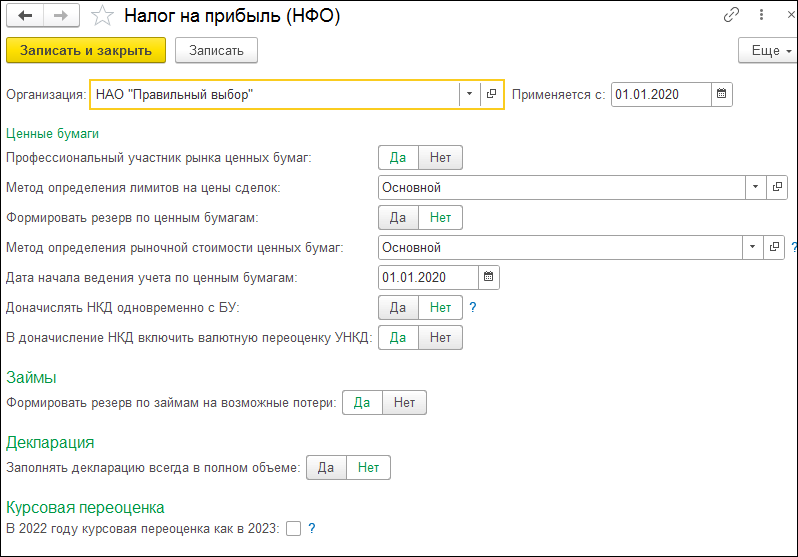 Налог на прибыль (НФО)
Записать и закрыть Записать Еще
Организация: НАО "Правильный выбор" Применяется с: 01.01.2020
Ценные бумаги
Профессиональный участник рынка ценных бумаг: Да Нет
Метод определения лимитов на цены сделок: Основной
Формировать резерв по ценным бумагам: Да Нет
Метод определения рыночной стоимости ценных бумаг: Основной ?
Дата начала ведения учета по ценным бумагам: 01.01.2020
Доначислять НКД одновременно с БУ: Да Нет ?
В доначисление НКД включить валютную переоценку УНКД: Да Нет
Займы
Формировать резерв по займам на возможные потери: Да Нет
Декларация
Заполнять декларацию всегда в полном объеме: Да Нет
Курсовая переоценка
В 2022 году курсовая переоценка как в 2023: ?